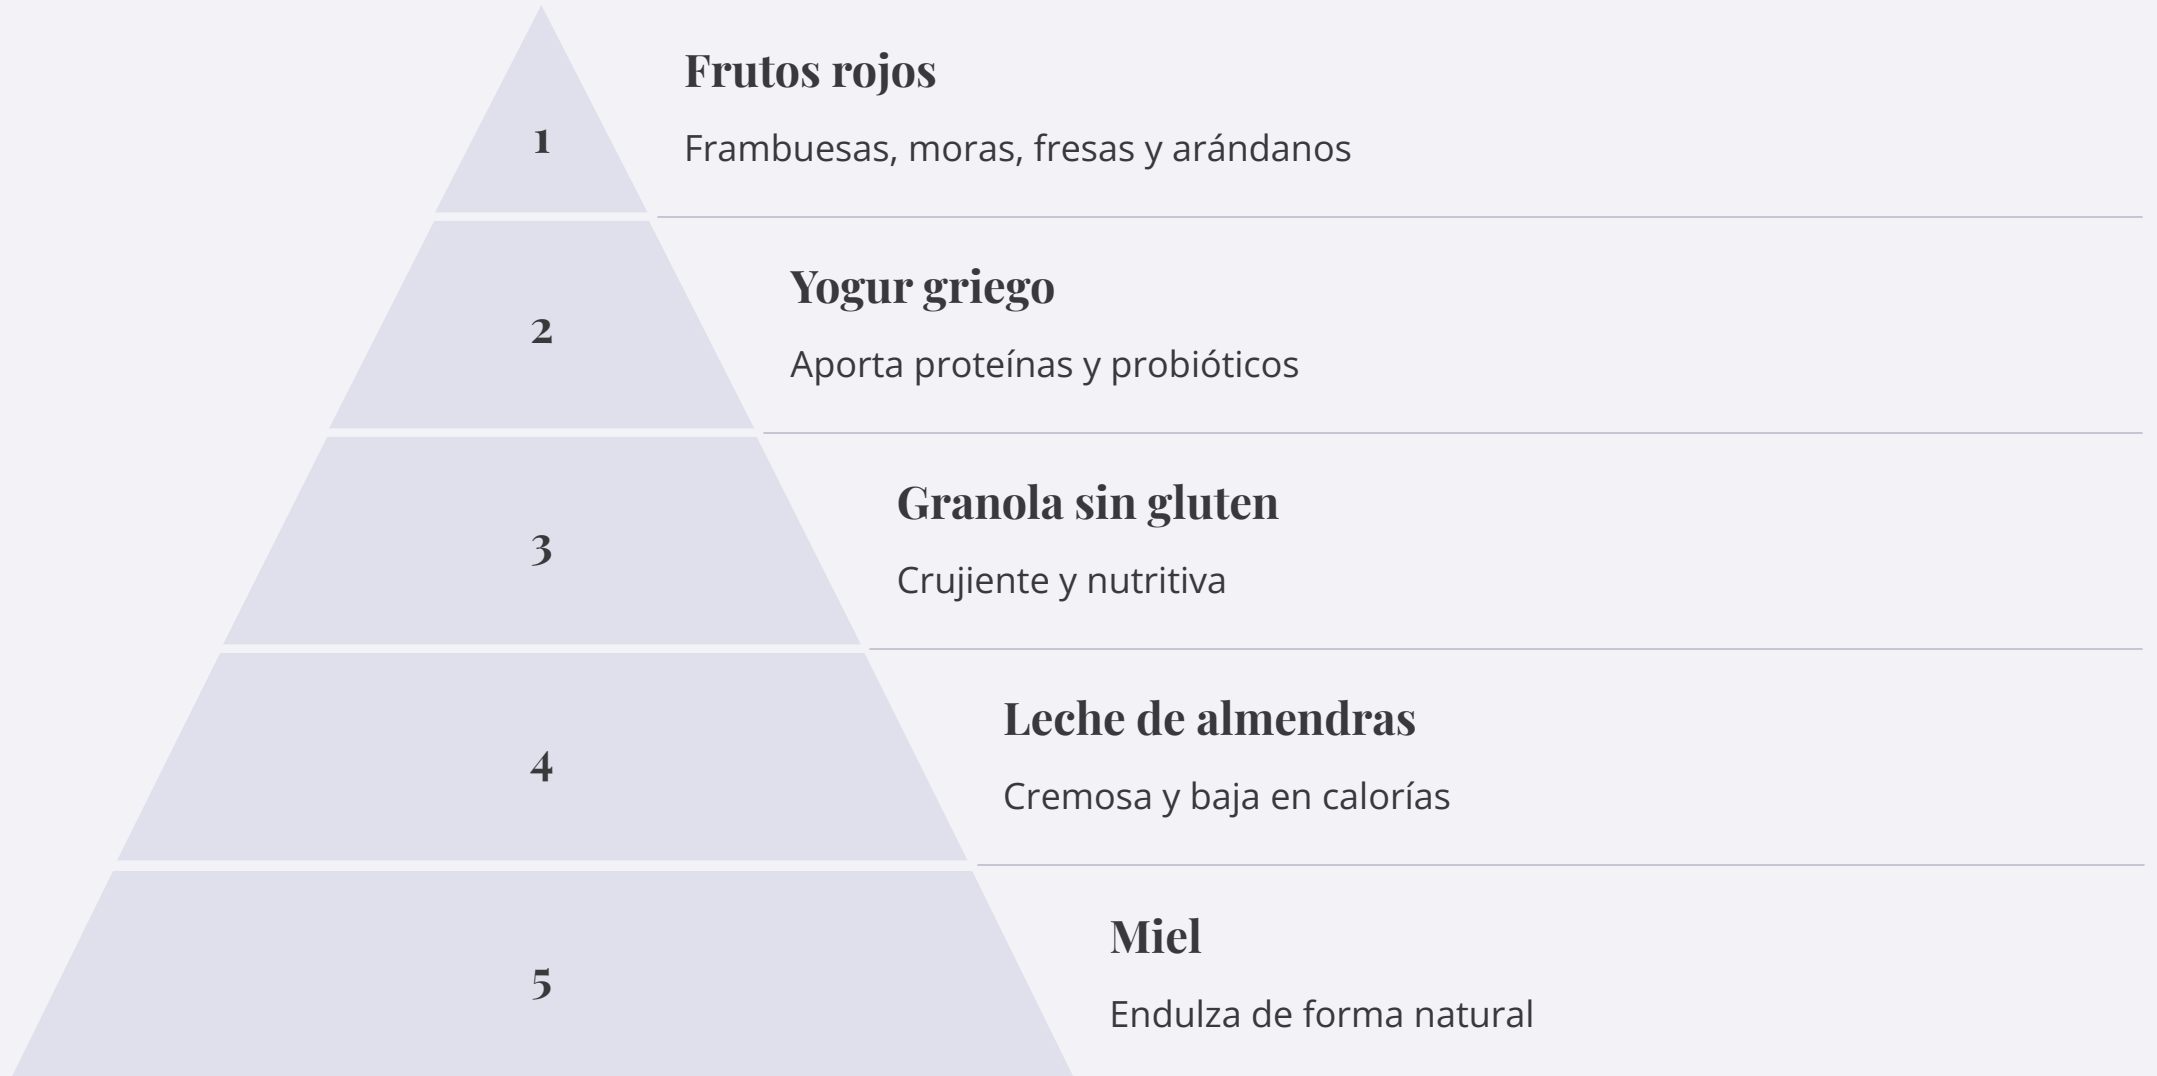 1
Frutos rojos
Frambuesas, moras, fresas y arándanos
2
Yogur griego
Aporta proteínas y probióticos
3
Granola sin gluten
Crujiente y nutritiva
4
Leche de almendras
Cremosa y baja en calorías
5
Miel
Endulza de forma natural